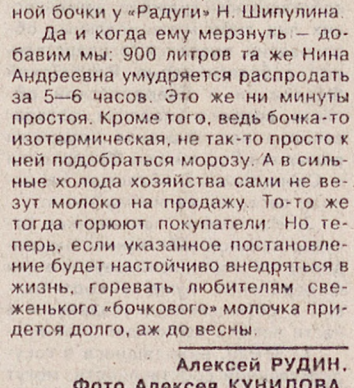 ной бочки у «Радуги» Н. Шипулина.
Да и когда ему мерзнуть — до-
бавим мы: 900 литров та же Нина
Андреевна умудряется распродать
за 5—6 часов. Это же ни минуты
простоя. Кроме того, ведь бочка-то
изотермическая, не так-то просто к
ней подобраться морозу. А в силь-
ные холода хозяйства сами не ве-
зут молоко на продажу. То-то же
тогда горюют покупатели. Но те-
перь, если указанное постановле-
ние будет настойчиво внедряться в
жизнь, горевать любителям све-
женького «бочкового» молочка при-
дется долго, аж до весны.
Алексей РУДИН.
Фото Алексея КУНИЛОВА.